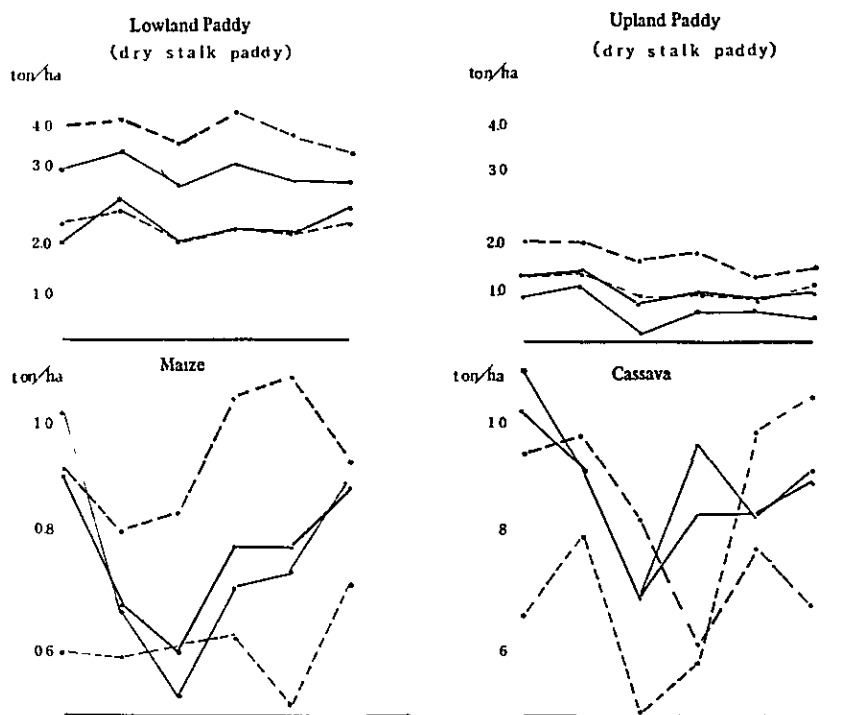 Lowland Paddy
(dry stalk paddy)
ton/ha
4.0
3.0
2.0
1.0
Upland Paddy
(dry stalk paddy)
ton/ha
4.0
3.0
2.0
1.0
Maize
ton/ha
1.0
0.8
0.6
Cassava
ton/ha
10
8
6